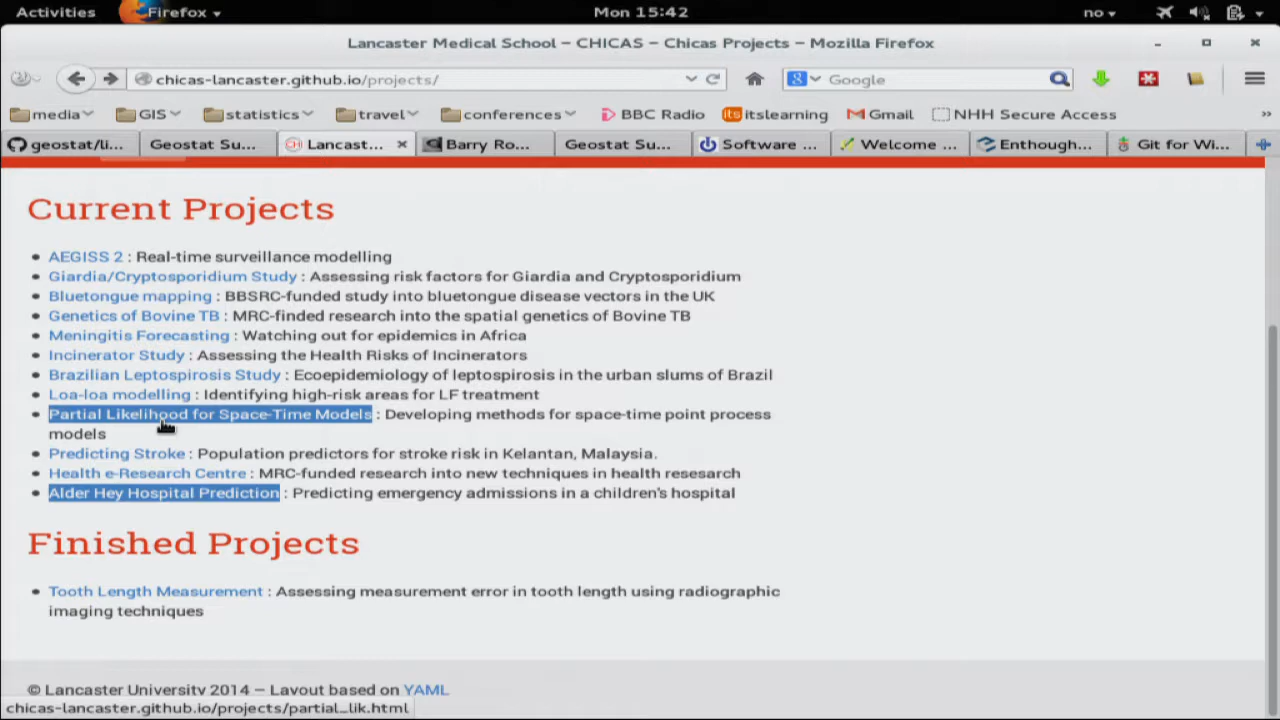 Activities Firefox Mon 15:42 no
Lancaster Medical School – CHICAS – Chicas Projects – Mozilla Firefox
chicas-lancaster.github.io/projects/ Google
media GIS statistics travel conferences BBC Radio its itslearning Gmail NHH Secure Access »
geostat/li... Geostat Su... Lancast... × Barry Ro... Geostat Su... Software ... Welcome ... Enthough... Git for Wi...
Current Projects
AEGISS 2 : Real-time surveillance modelling
Giardia/Cryptosporidium Study : Assessing risk factors for Giardia and Cryptosporidium
Bluetongue mapping : BBSRC-funded study into bluetongue disease vectors in the UK
Genetics of Bovine TB : MRC-finded research into the spatial genetics of Bovine TB
Meningitis Forecasting : Watching out for epidemics in Africa
Incinerator Study : Assessing the Health Risks of Incinerators
Brazilian Leptospirosis Study : Ecoepidemiology of leptospirosis in the urban slums of Brazil
Loa-loa modelling : Identifying high-risk areas for LF treatment
Partial Likelihood for Space-Time Models : Developing methods for space-time point process
models
Predicting Stroke : Population predictors for stroke risk in Kelantan, Malaysia.
Health e-Research Centre : MRC-funded research into new techniques in health resesarch
Alder Hey Hospital Prediction : Predicting emergency admissions in a children's hospital
Finished Projects
Tooth Length Measurement : Assessing measurement error in tooth length using radiographic
imaging techniques
© Lancaster University 2014 – Layout based on YAML
chicas-lancaster.github.io/projects/partial_lik.html